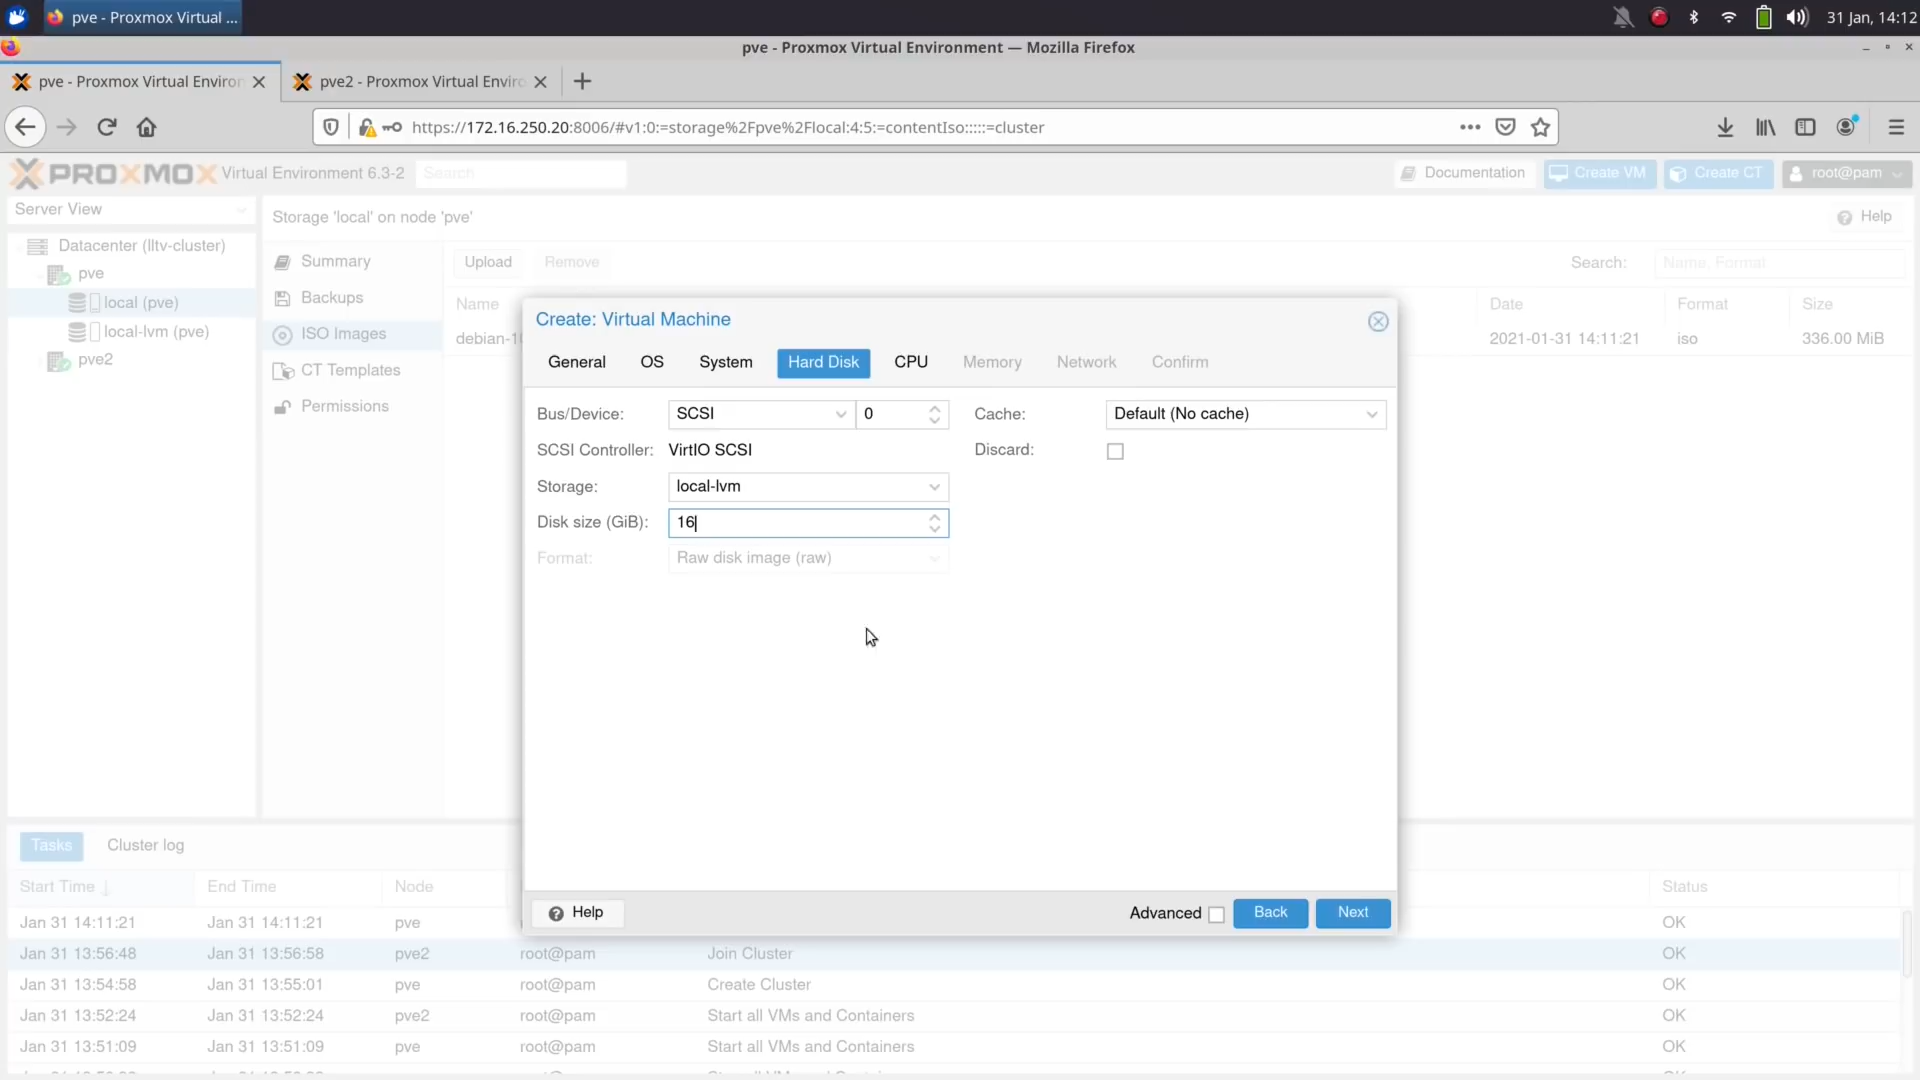 pve - Proxmox Virtual ...
31 Jan, 14:12
pve - Proxmox Virtual Environment — Mozilla Firefox
pve - Proxmox Virtual Environ
pve2 - Proxmox Virtual Enviro
https://172.16.250.20:8006/#v1:0:=storage%2Fpve%2Flocal:4:5:=contentIso:::::=cluster
PROXMOX Virtual Environment 6.3-2 Search
Documentation Create VM Create CT root@pam
Server View
Storage 'local' on node 'pve'
Help
Datacenter (lltv-cluster)
pve
local (pve)
local-lvm (pve)
pve2
Summary
Backups
ISO Images
CT Templates
Permissions
Upload Remove
Search: Name, Format
Name Date Format Size
debian-1 2021-01-31 14:11:21 iso 336.00 MiB
Create: Virtual Machine
General OS System Hard Disk CPU Memory Network Confirm
Bus/Device: SCSI 0
SCSI Controller: VirtIO SCSI
Storage: local-lvm
Disk size (GiB): 16
Format: Raw disk image (raw)
Cache: Default (No cache)
Discard:
Help Advanced Back Next
Tasks Cluster log
Start Time End Time Node Status
Jan 31 14:11:21 Jan 31 14:11:21 pve OK
Jan 31 13:56:48 Jan 31 13:56:58 pve2 root@pam Join Cluster OK
Jan 31 13:54:58 Jan 31 13:55:01 pve root@pam Create Cluster OK
Jan 31 13:52:24 Jan 31 13:52:24 pve2 root@pam Start all VMs and Containers OK
Jan 31 13:51:09 Jan 31 13:51:09 pve root@pam Start all VMs and Containers OK